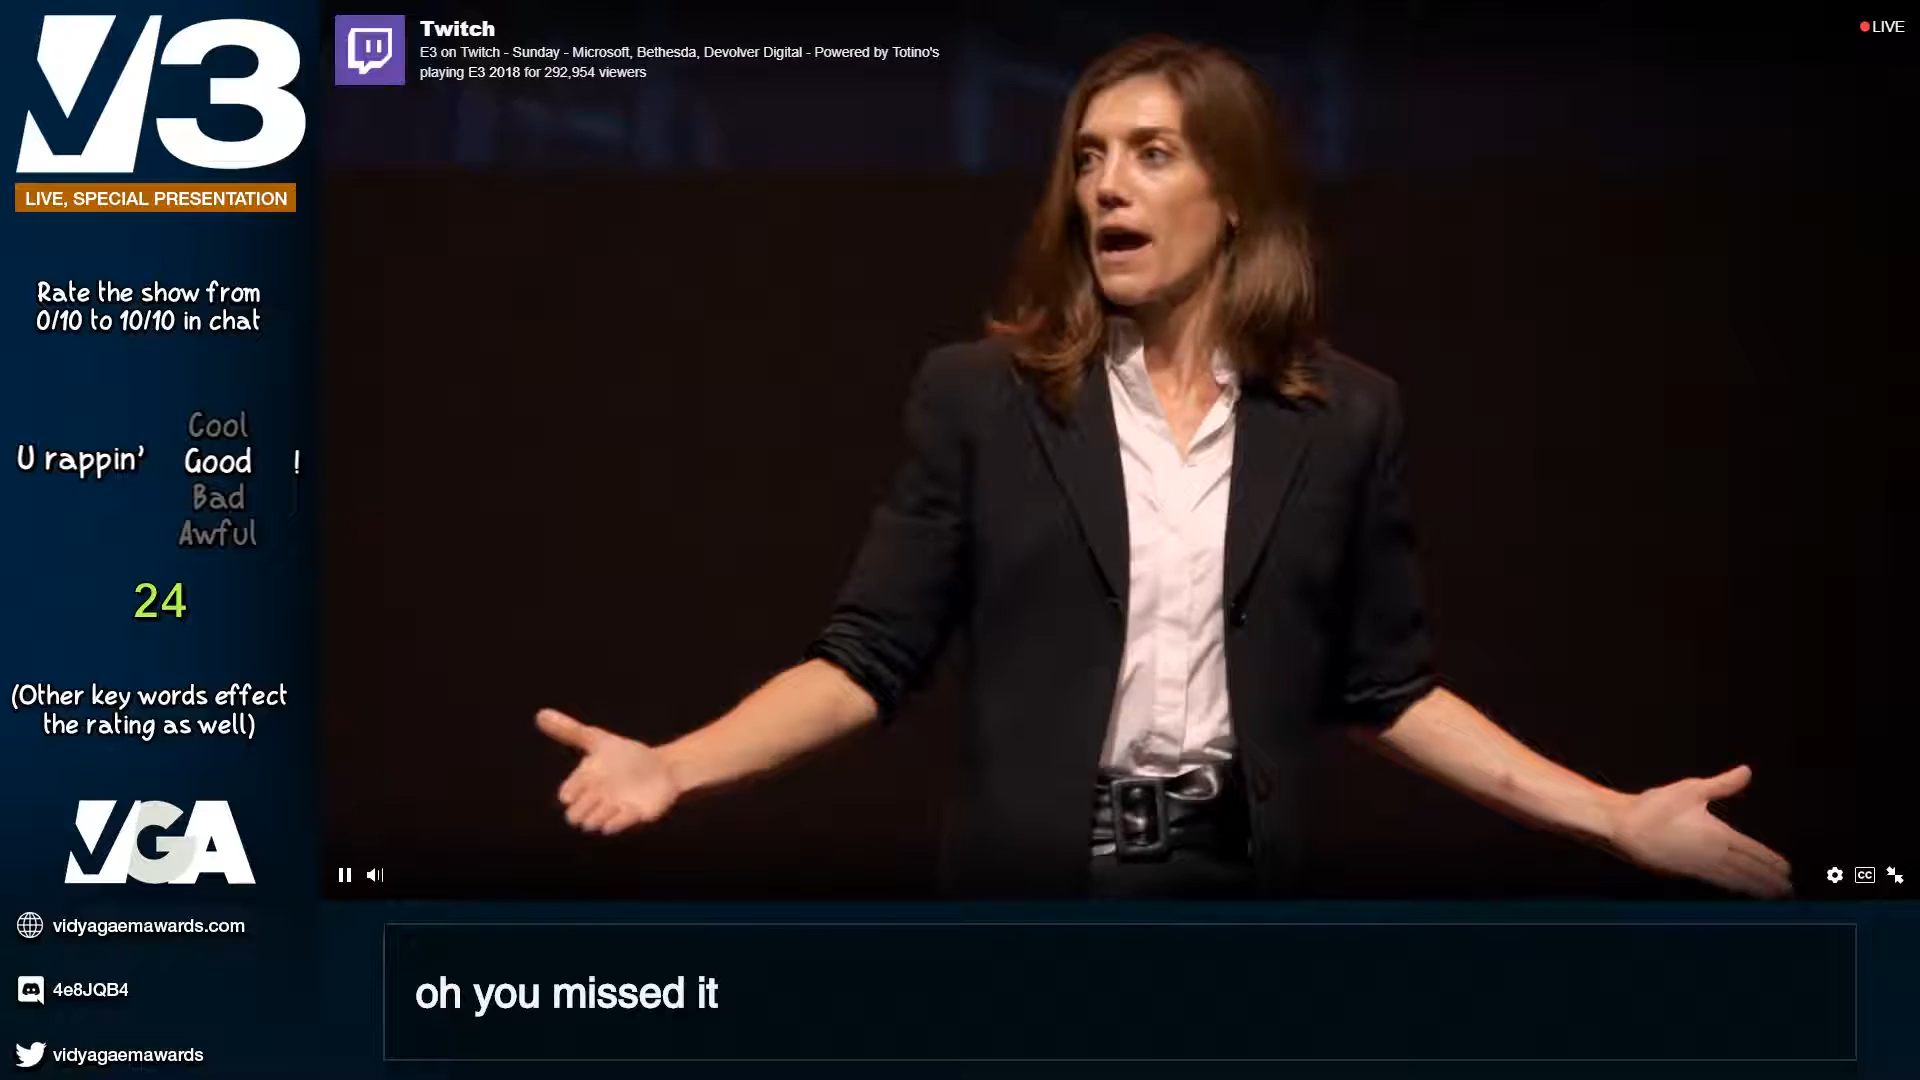 V3
LIVE, SPECIAL PRESENTATION
Rate the show from
0/10 to 10/10 in chat
Cool
U rappin' Good !
Bad
Awful
24
(Other key words effect
the rating as well)
VGA
vidyagaemawards.com
4e8JQB4
vidyagaemawards
Twitch
E3 on Twitch - Sunday - Microsoft, Bethesda, Devolver Digital - Powered by Totino's
playing E3 2018 for 292,954 viewers
LIVE
CC
oh you missed it